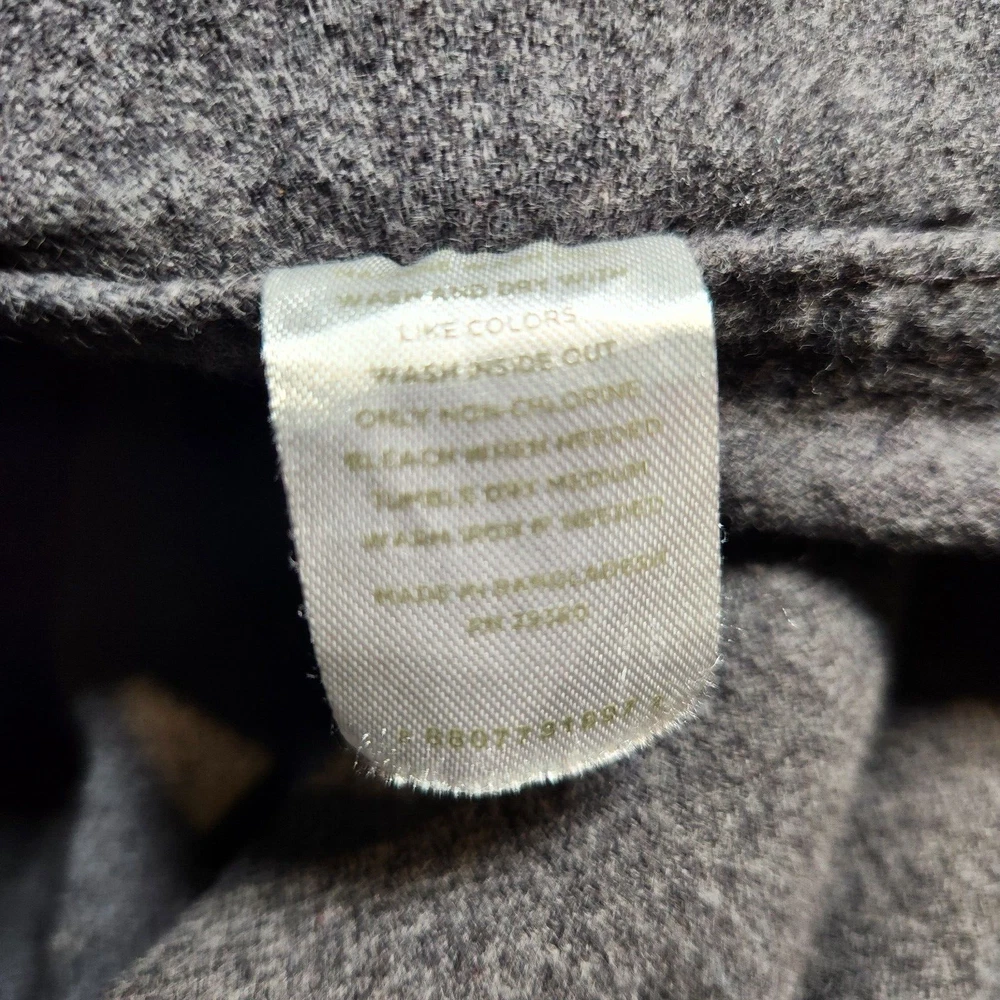 WASH AND DRY WITH
LIKE COLORS
WASH INSIDE OUT
ONLY NON-CHLORINE
BLEACH WHEN NEEDED
TUMBLE DRY MEDIUM
WARM IRON IF NEEDED
MADE IN BANGLADESH